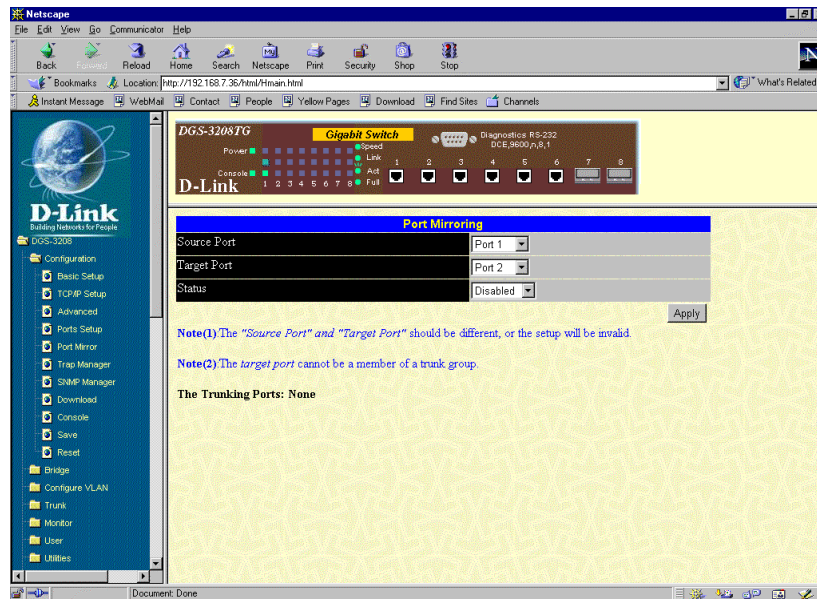 Netscape
File Edit View Go Communicator Help
Back Forward Reload Home Search Netscape Print Security Shop Stop
Bookmarks Location: http://192.168.7.36/html/Hmain.html What's Related
Instant Message WebMail Contact People Yellow Pages Download Find Sites Channels
DGS-3208TG Gigabit Switch Diagnostics RS-232
DCE,9600,n,8,1
Power Speed
Link 1 2 3 4 5 6 7 8
Console Act
D-Link 1 2 3 4 5 6 7 8 Full
D-Link
Building Networks for People
DGS-3208
Configuration
Basic Setup
TCP/IP Setup
Advanced
Ports Setup
Port Mirror
Trap Manager
SNMP Manager
Download
Console
Save
Reset
Bridge
Configure VLAN
Trunk
Monitor
User
Utilities
Port Mirroring
Source Port Port 1
Target Port Port 2
Status Disabled
Apply
Note(1):The "Source Port" and "Target Port" should be different, or the setup will be invalid.
Note(2):The target port cannot be a member of a trunk group.
The Trunking Ports: None
Document: Done